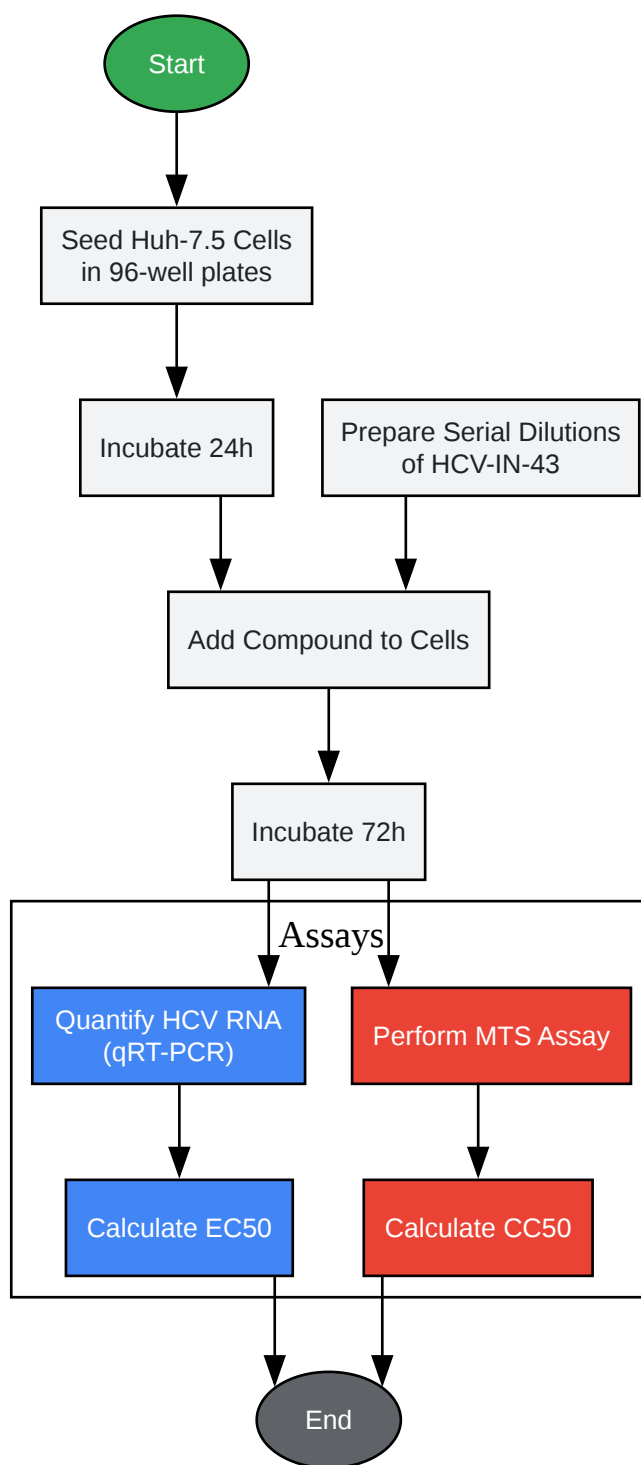 Start
Seed Huh-7.5 Cells
in 96-well plates
Incubate 24h
Prepare Serial Dilutions
of HCV-IN-43
Add Compound to Cells
Incubate 72h
Assays
Quantify HCV RNA
(qRT-PCR)
Perform MTS Assay
Calculate EC50
Calculate CC50
End